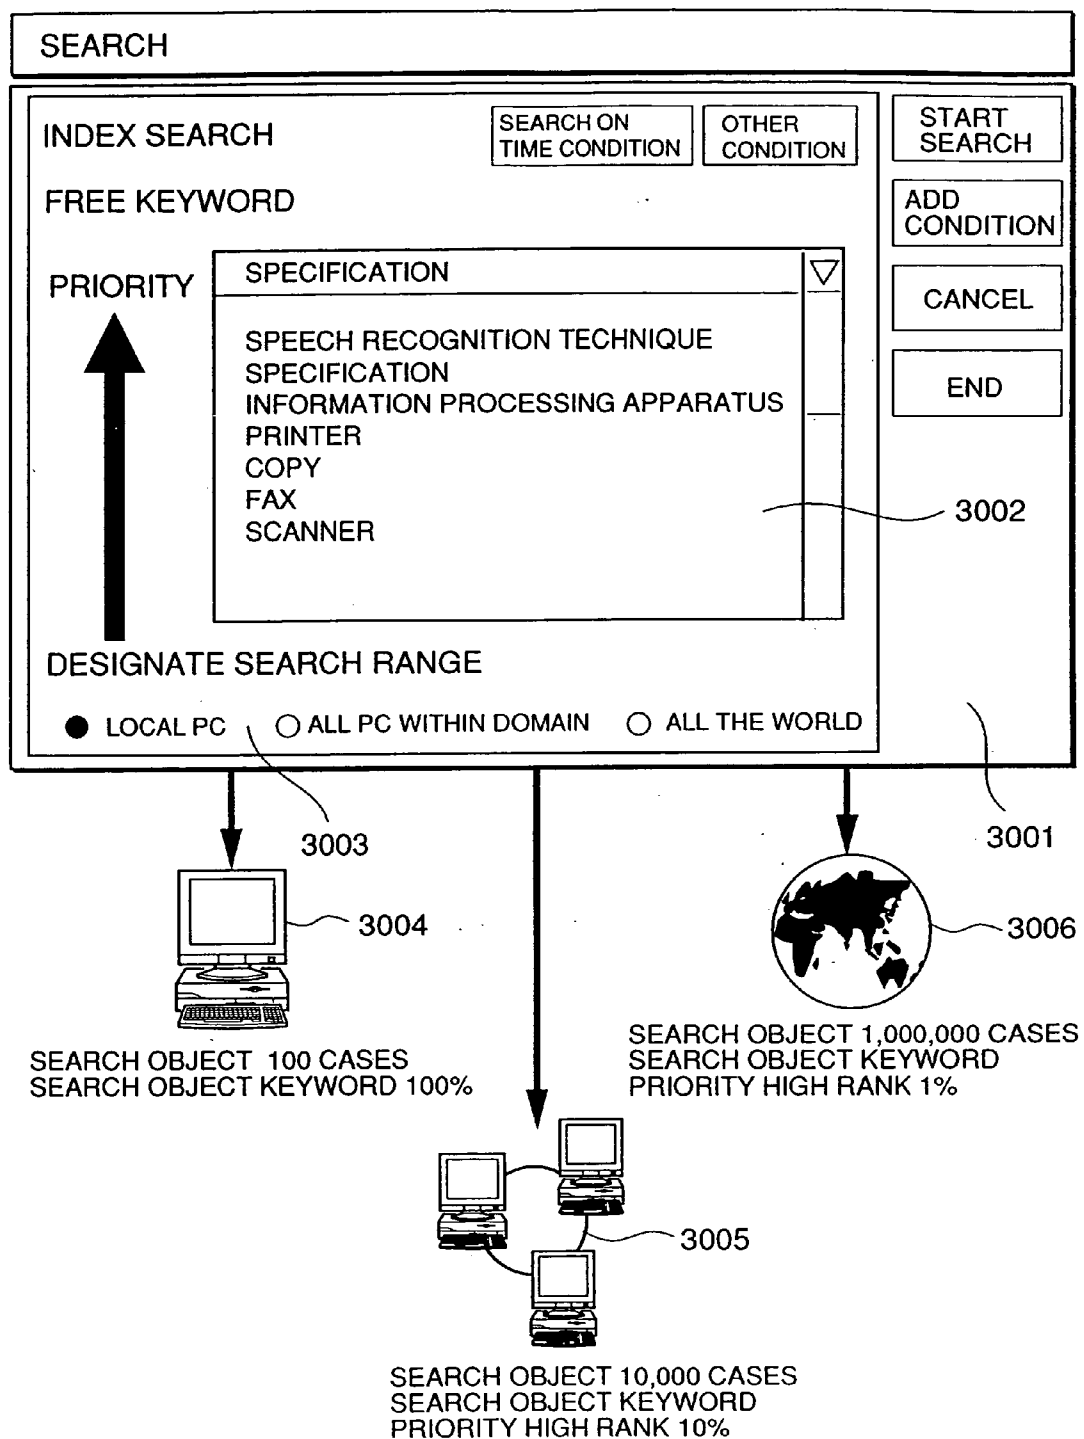 SEARCH
INDEX SEARCH
SEARCH ON
TIME CONDITION
OTHER
CONDITION
START
SEARCH
FREE KEYWORD
ADD
CONDITION
PRIORITY
SPECIFICATION
CANCEL
SPEECH RECOGNITION TECHNIQUE
SPECIFICATION
INFORMATION PROCESSING APPARATUS
PRINTER
COPY
FAX
SCANNER
END
3002
DESIGNATE SEARCH RANGE
LOCAL PC
ALL PC WITHIN DOMAIN
ALL THE WORLD
3003
3001
3004
3006
SEARCH OBJECT 100 CASES
SEARCH OBJECT KEYWORD 100%
SEARCH OBJECT 1,000,000 CASES
SEARCH OBJECT KEYWORD
PRIORITY HIGH RANK 1%
3005
SEARCH OBJECT 10,000 CASES
SEARCH OBJECT KEYWORD
PRIORITY HIGH RANK 10%